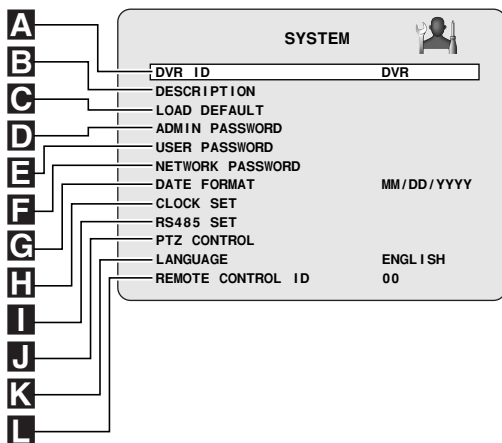 A
B
C
D
E
F
G
H
I
J
K
L
SYSTEM
DVR ID DVR
DESCRIPTION
LOAD DEFAULT
ADMIN PASSWORD
USER PASSWORD
NETWORK PASSWORD
DATE FORMAT MM/DD/YYYY
CLOCK SET
RS485 SET
PTZ CONTROL
LANGUAGE ENGLISH
REMOTE CONTROL ID 00